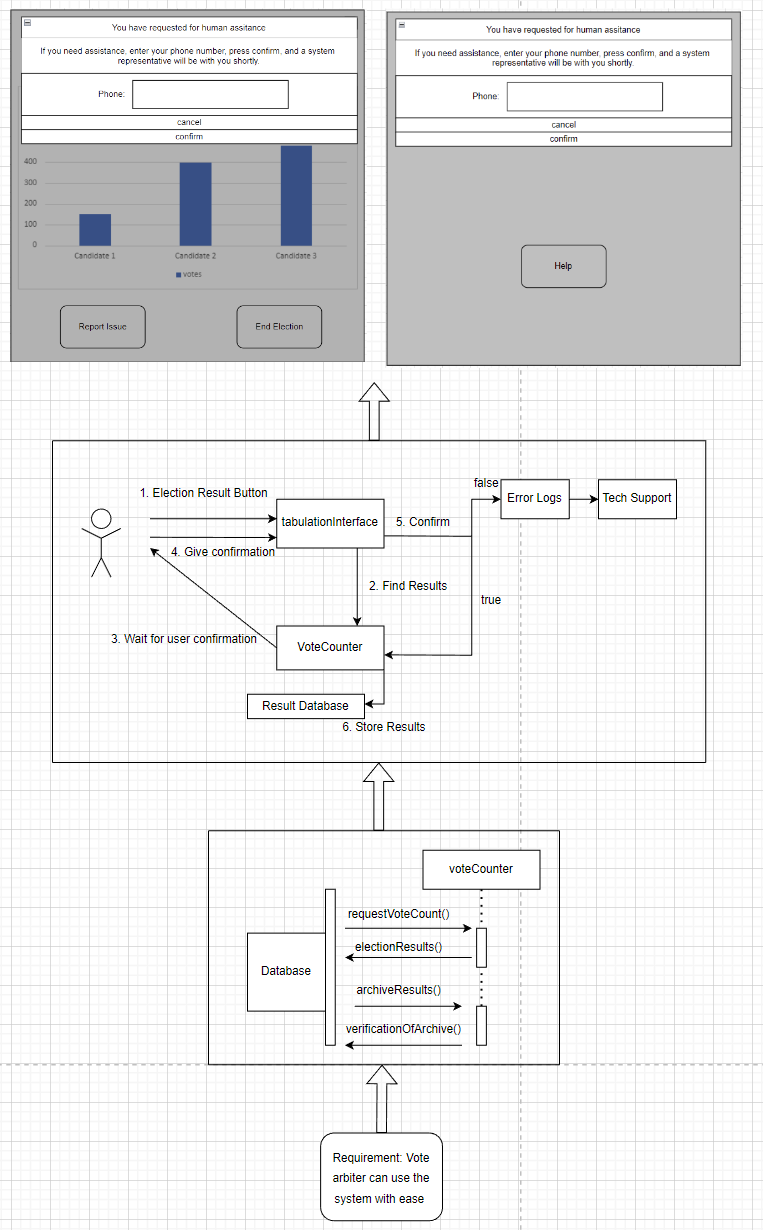 You have requested for human assitance
If you need assistance, enter your phone number, press confirm, and a system
representative will be with you shortly.
Phone:
cancel
confirm
400
300
200
100
0
Candidate 1
Candidate 2
Candidate 3
votes
Report Issue
End Election
You have requested for human assitance
If you need assistance, enter your phone number, press confirm, and a system
representative will be with you shortly.
Phone:
cancel
confirm
Help
1. Election Result Button
tabulationInterface
5. Confirm
false
Error Logs
Tech Support
4. Give confirmation
2. Find Results
true
3. Wait for user confirmation
VoteCounter
Result Database
6. Store Results
voteCounter
requestVoteCount()
electionResults()
Database
archiveResults()
verificationOfArchive()
Requirement: Vote
arbiter can use the
system with ease